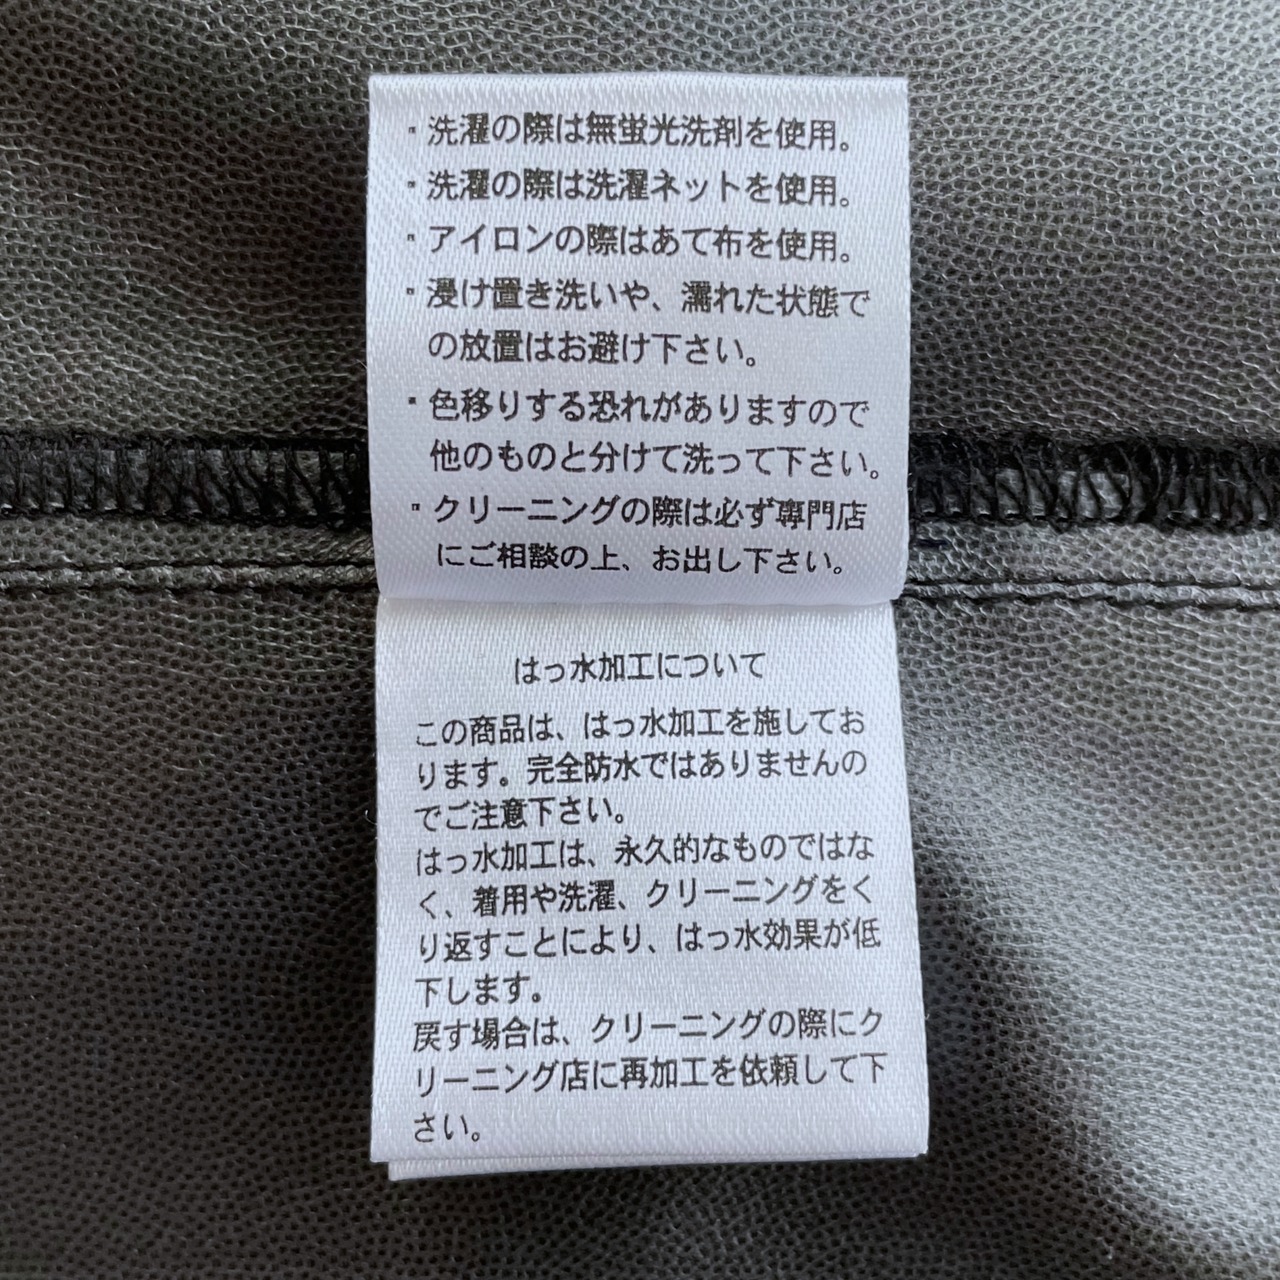 ・洗濯の際は無蛍光洗剤を使用。
・洗濯の際は洗濯ネットを使用。
・アイロンの際はあて布を使用。
・浸け置き洗いや、濡れた状態で
の放置はお避け下さい。
・色移りする恐れがありますので
他のものと分けて洗って下さい。
・クリーニングの際は必ず専門店
にご相談の上、お出し下さい。
はっ水加工について
この商品は、はっ水加工を施してお
ります。完全防水ではありませんの
でご注意下さい。
はっ水加工は、永久的なものではな
く、着用や洗濯、クリーニングをく
り返すことにより、はっ水効果が低
下します。
戻す場合は、クリーニングの際にク
リーニング店に再加工を依頼して下
さい。